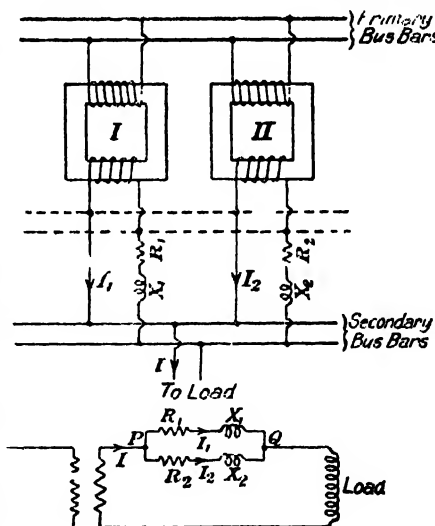 Primary
Bus Bars
I
II
R1
R2
I1
X1
I2
X2
Secondary
Bus Bars
I
To Load
P
R1
X1
I1
Q
I
R2
I2
X2
Load